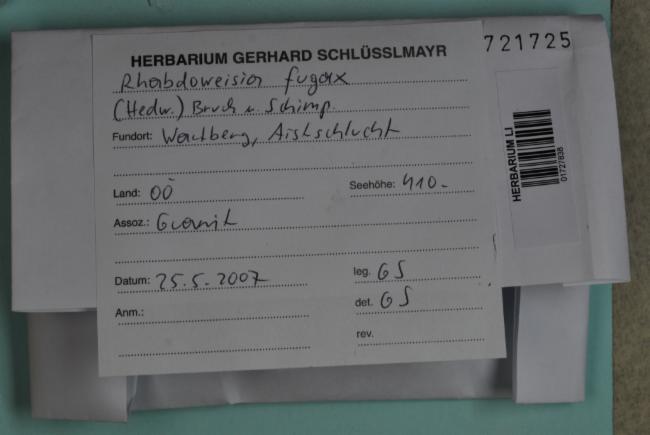 HERBARIUM GERHARD SCHLÜSSLMAYR
721725
Rhabdoweisia fugax
(Hedw.) Bruch u. Schimp.
Fundort: Wartberg, Aistschlucht
Land: OÖ
Seehöhe: 410.-
Assoz.: Granit
Datum: 25.5.2007
leg. GS
Anm.:
det. GS
rev.
HERBARIUM LI
01727838